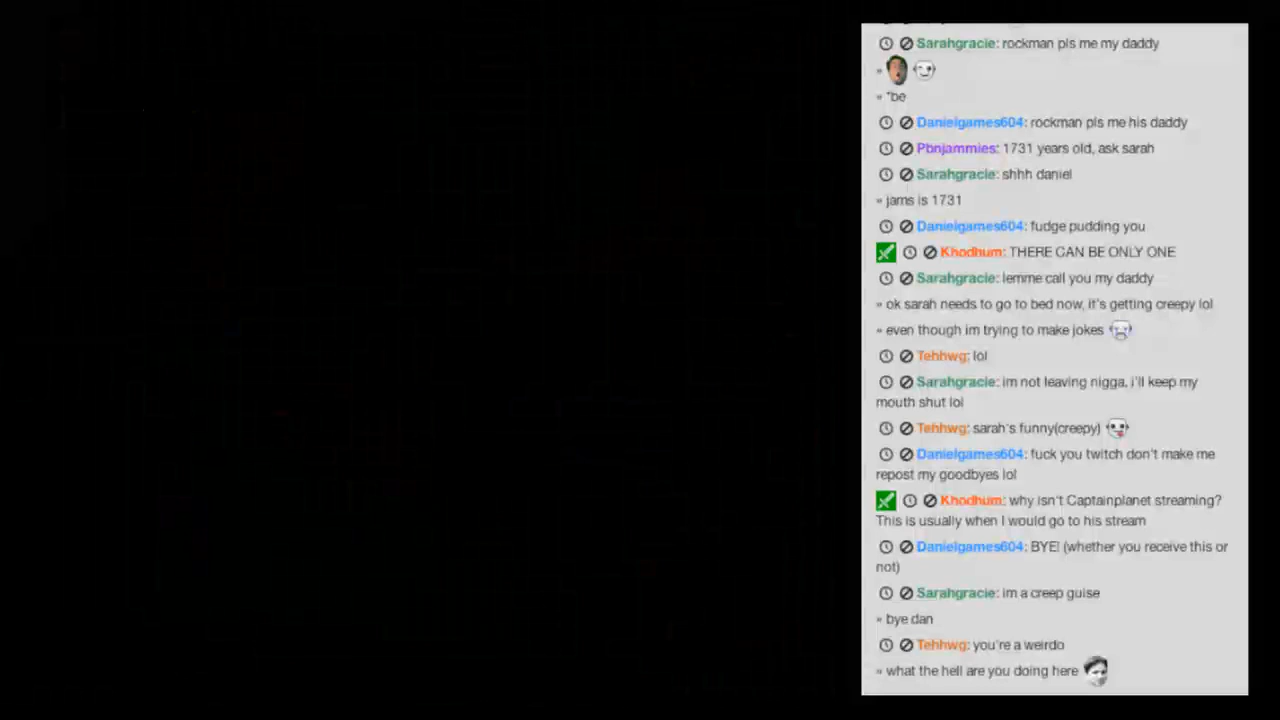 Sarahgracie: rockman pls me my daddy
»
» *be
Danielgames604: rockman pls me his daddy
Pbnjammies: 1731 years old, ask sarah
Sarahgracie: shhh daniel
» jams is 1731
Danielgames604: fudge pudding you
Khodhum: THERE CAN BE ONLY ONE
Sarahgracie: lemme call you my daddy
» ok sarah needs to go to bed now, it's getting creepy lol
» even though im trying to make jokes
Tehhwg: lol
Sarahgracie: im not leaving nigga, i'll keep my
mouth shut lol
Tehhwg: sarah's funny(creepy)
Danielgames604: fuck you twitch don't make me
repost my goodbyes lol
Khodhum: why isn't Captainplanet streaming?
This is usually when I would go to his stream
Danielgames604: BYE! (whether you receive this or
not)
Sarahgracie: im a creep guise
» bye dan
Tehhwg: you're a weirdo
» what the hell are you doing here